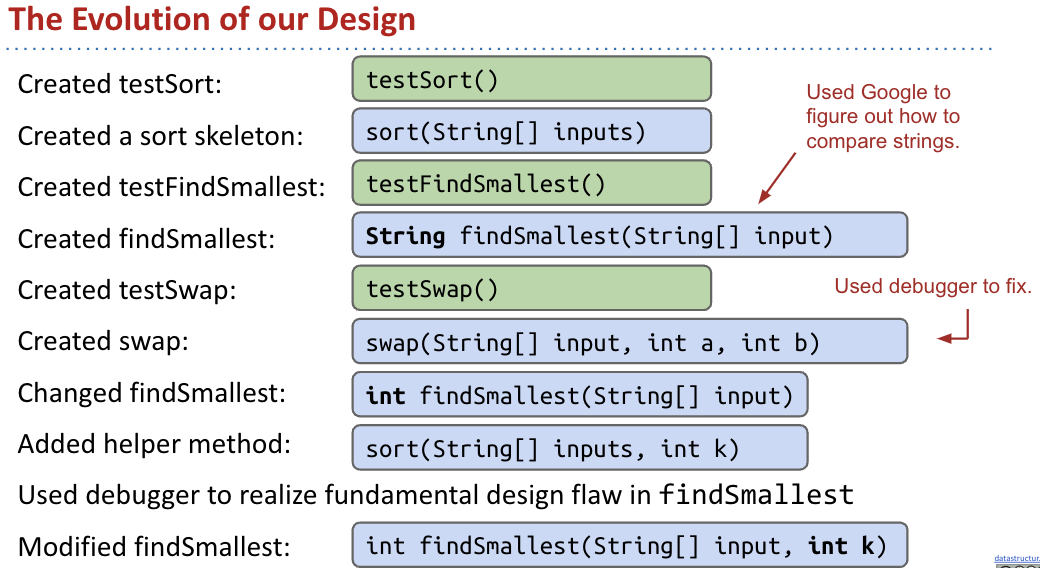 The Evolution of our Design
Created testSort:
testSort()
Created a sort skeleton:
sort(String[] inputs)
Used Google to
figure out how to
compare strings.
Created testFindSmallest:
testFindSmallest()
Created findSmallest:
String findSmallest(String[] input)
Created testSwap:
testSwap()
Used debugger to fix.
Created swap:
swap(String[] input, int a, int b)
Changed findSmallest:
int findSmallest(String[] input)
Added helper method:
sort(String[] inputs, int k)
Used debugger to realize fundamental design flaw in findSmallest
Modified findSmallest:
int findSmallest(String[] input, int k)
datastructur.